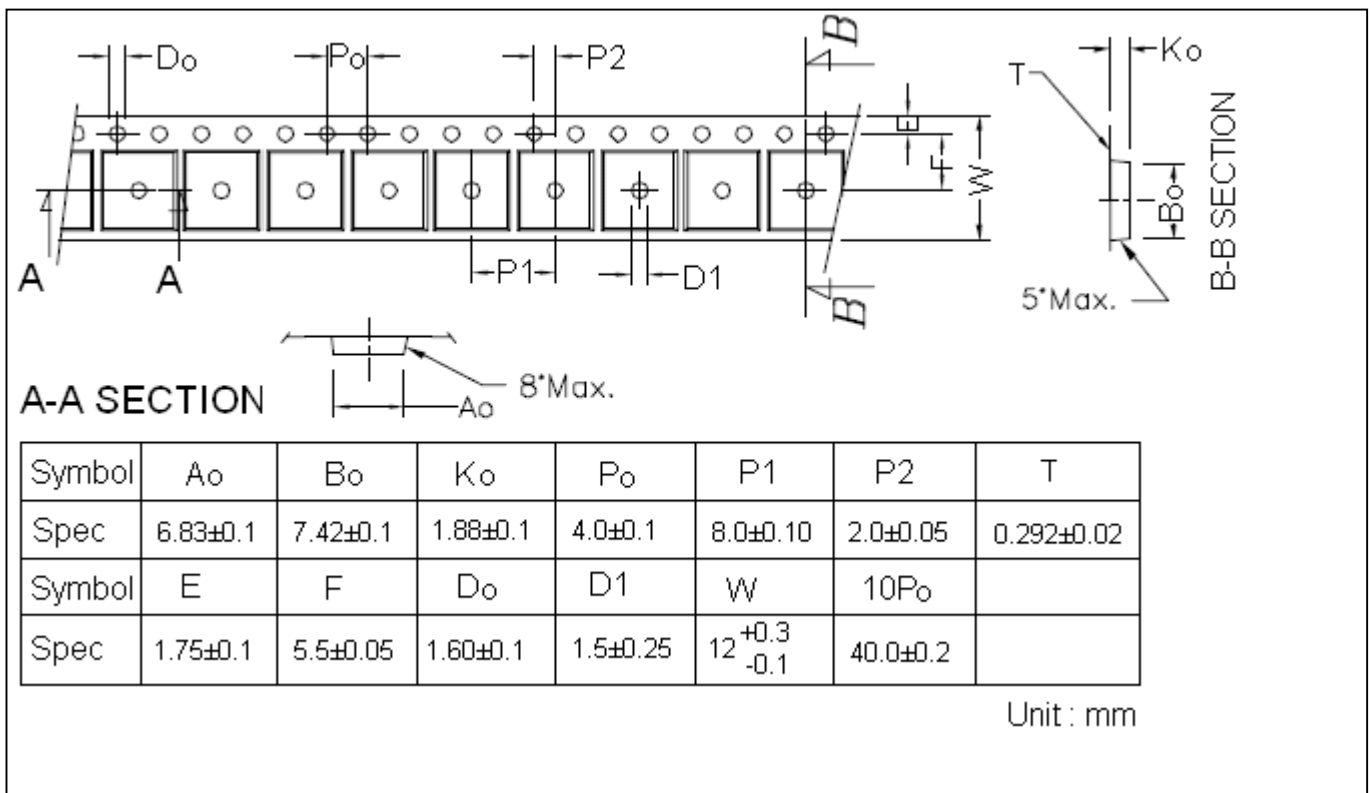 Do
Po
P2
B
Ko
T
E
F
W
Bo
B-B SECTION
A
A
P1
D1
B
5°Max.
8°Max.
A-A SECTION
Ao
Symbol Ao Bo Ko Po P1 P2 T
Spec 6.83±0.1 7.42±0.1 1.88±0.1 4.0±0.1 8.0±0.10 2.0±0.05 0.292±0.02
Symbol E F Do D1 W 10Po
Spec 1.75±0.1 5.5±0.05 1.60±0.1 1.5±0.25 12 +0.3 -0.1 40.0±0.2
Unit : mm